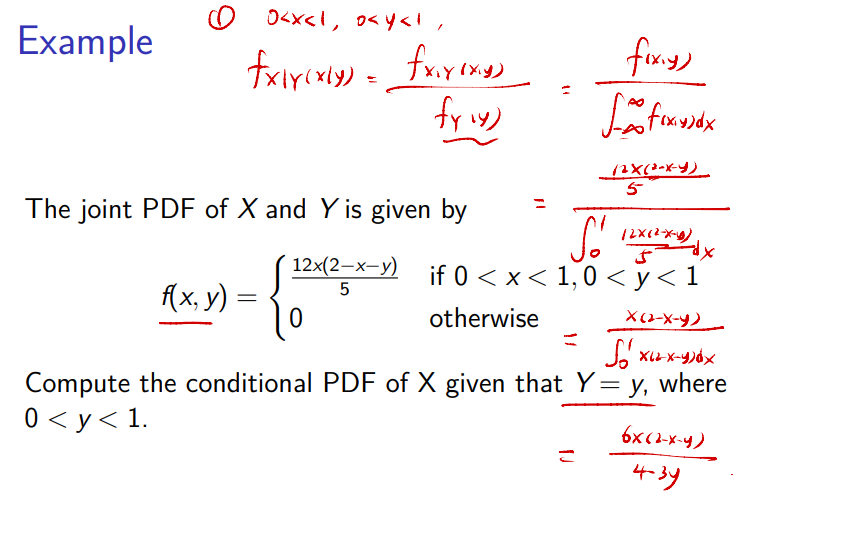 Example
① 0<x<1, 0<y<1,
f_{X|Y}(x|y) = \frac{f_{X,Y}(x,y)}{f_Y(y)} = \frac{f(x,y)}{\int_{-\infty}^{\infty} f(x,y)dx}
= \frac{\frac{12x(2-x-y)}{5}}{\int_0^1 \frac{12x(2-x-y)}{5} dx}
The joint PDF of X and Y is given by
f(x, y) = \begin{cases} \frac{12x(2-x-y)}{5} & \text{if } 0 < x < 1, 0 < y < 1 \\ 0 & \text{otherwise} \end{cases}
= \frac{x(2-x-y)}{\int_0^1 x(2-x-y)dx}
Compute the conditional PDF of X given that Y = y, where
0 < y < 1.
= \frac{6x(2-x-y)}{4-3y}.